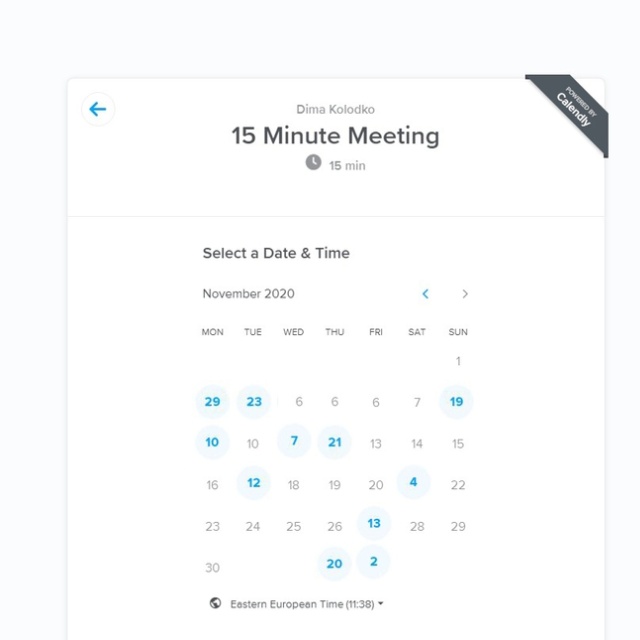 Dima Kolodko
POWERED BY
Calendly
15 Minute Meeting
15 min
Select a Date & Time
November 2020
MON TUE WED THU FRI SAT SUN
1
29 23 6 6 6 7 19
10 10 7 21 13 14 15
16 12 18 19 20 4 22
23 24 25 26 13 28 29
30 20 2
Eastern European Time (11:38)